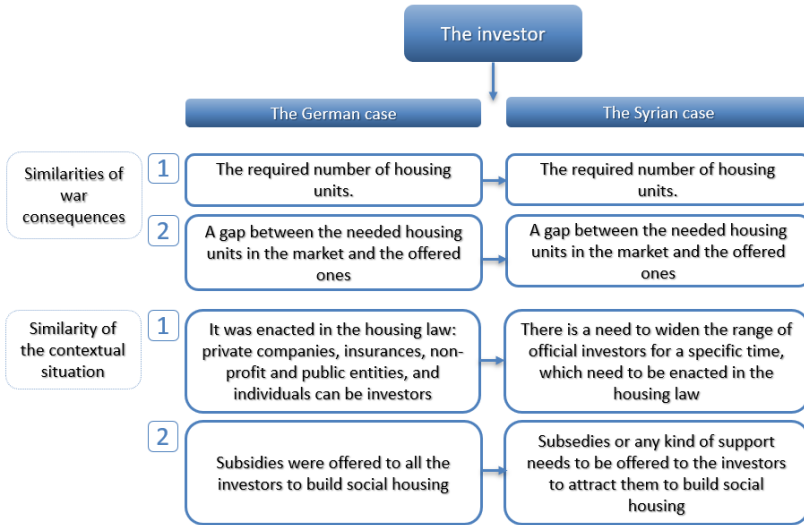 The investor
The German case
The Syrian case
Similarities of
war
consequences
1
The required number of housing
units.
The required number of housing
units.
2
A gap between the needed housing
units in the market and the offered
ones
A gap between the needed housing
units in the market and the offered
ones
Similarity of
the contextual
situation
1
It was enacted in the housing law:
private companies, insurances, non-
profit and public entities, and
individuals can be investors
There is a need to widen the range of
official investors for a specific time,
which need to be enacted in the
housing law
2
Subsidies were offered to all the
investors to build social housing
Subsedies or any kind of support
needs to be offered to the investors
to attract them to build social
housing